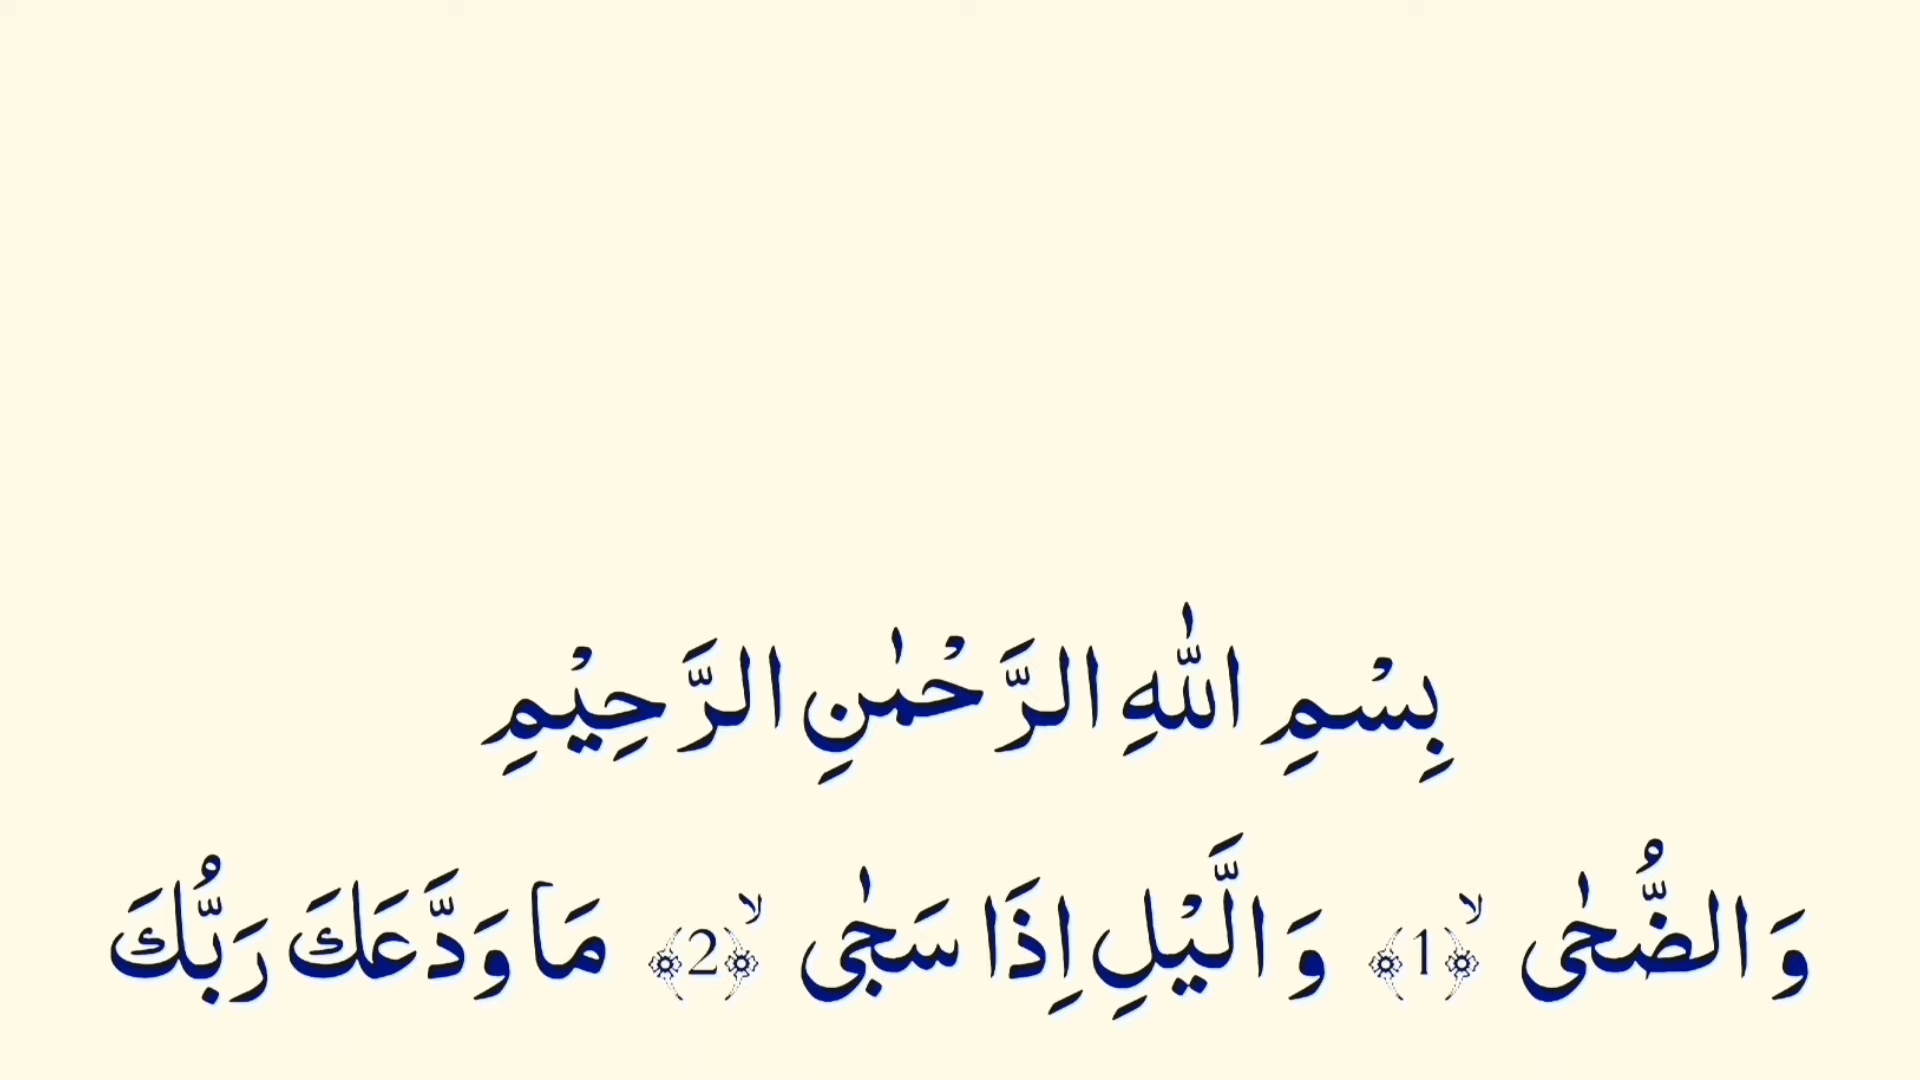 بِسْمِ اللّٰهِ الرَّحْمٰنِ الرَّحِيْمِ
وَ الضُّحٰى ۙ﴿1﴾ وَ الَّيْلِ اِذَا سَجٰى ۙ﴿2﴾ مَا وَدَّعَكَ رَبُّكَ